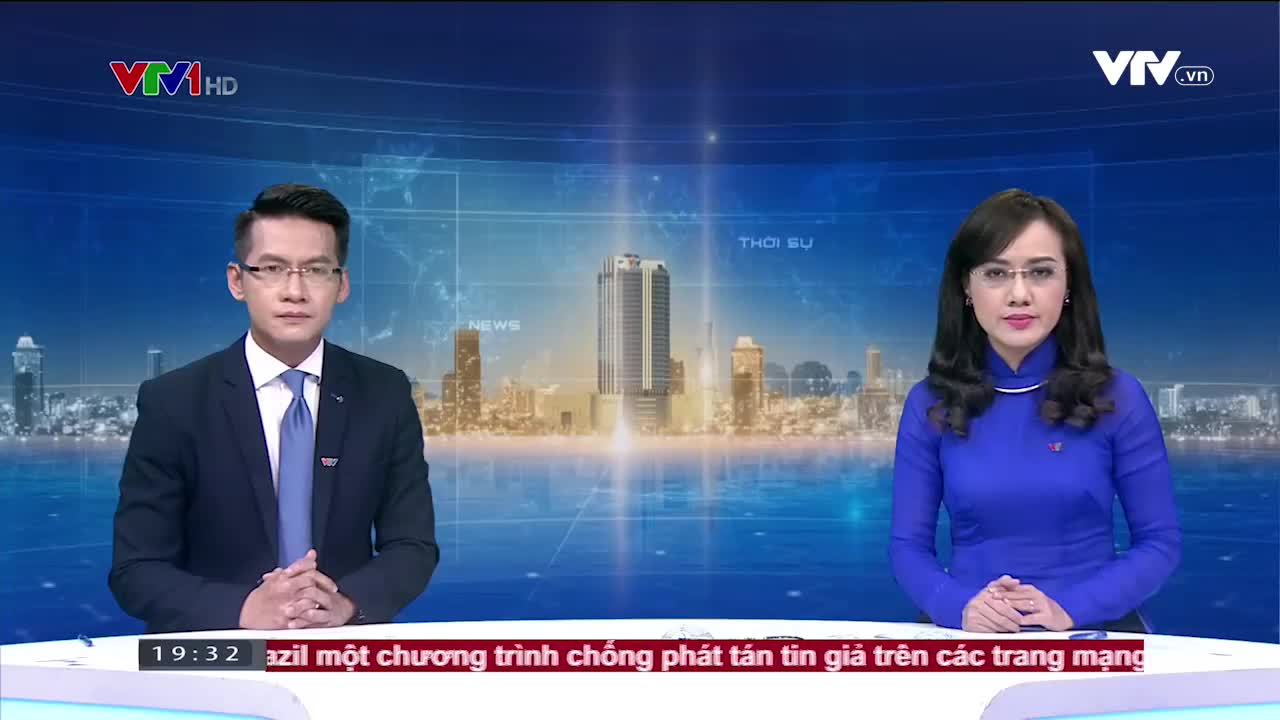 VTV1 HD
VTV.vn
THỜI SỰ
NEWS
VTV
19:32
azil một chương trình chống phát tán tin giả trên các trang mạng